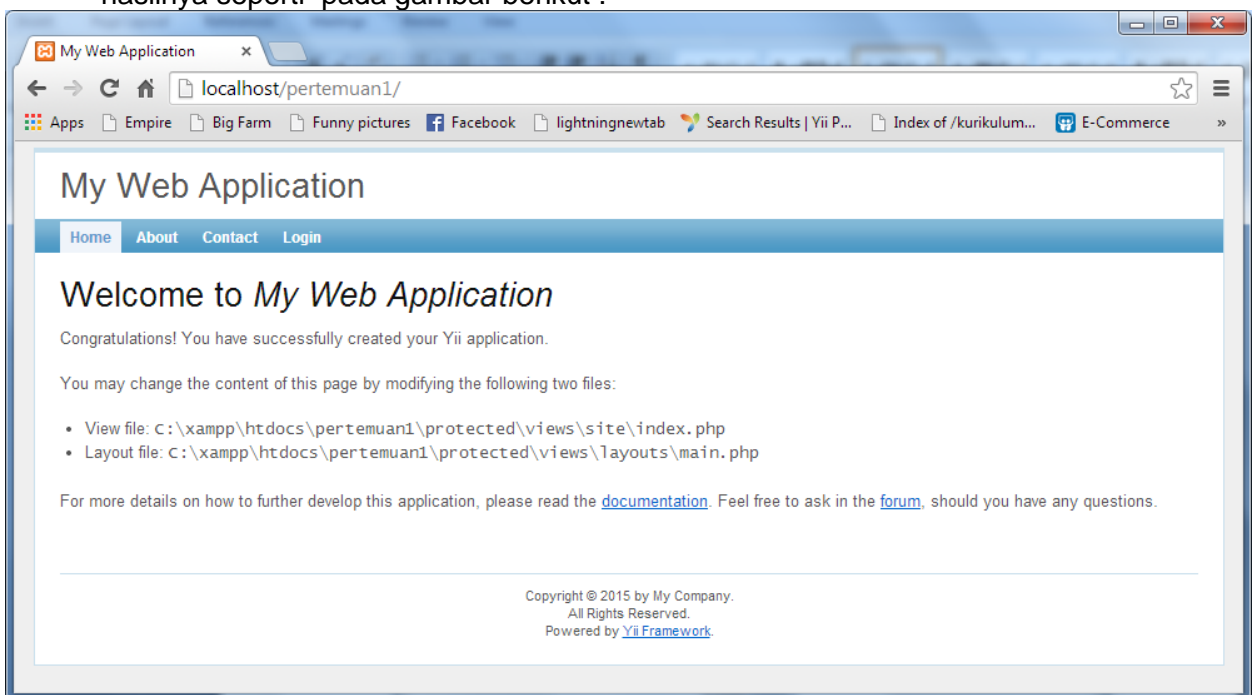 hasilnya seperti pada gambar berikut :
My Web Application
localhost/pertemuan1/
Apps Empire Big Farm Funny pictures Facebook lightningnewtab Search Results | Yii P... Index of /kurikulum... E-Commerce »
My Web Application
Home About Contact Login
Welcome to My Web Application
Congratulations! You have successfully created your Yii application.
You may change the content of this page by modifying the following two files:
• View file: C:\xampp\htdocs\pertemuan1\protected\views\site\index.php
• Layout file: C:\xampp\htdocs\pertemuan1\protected\views\layouts\main.php
For more details on how to further develop this application, please read the documentation. Feel free to ask in the forum, should you have any questions.
Copyright © 2015 by My Company.
All Rights Reserved.
Powered by Yii Framework.